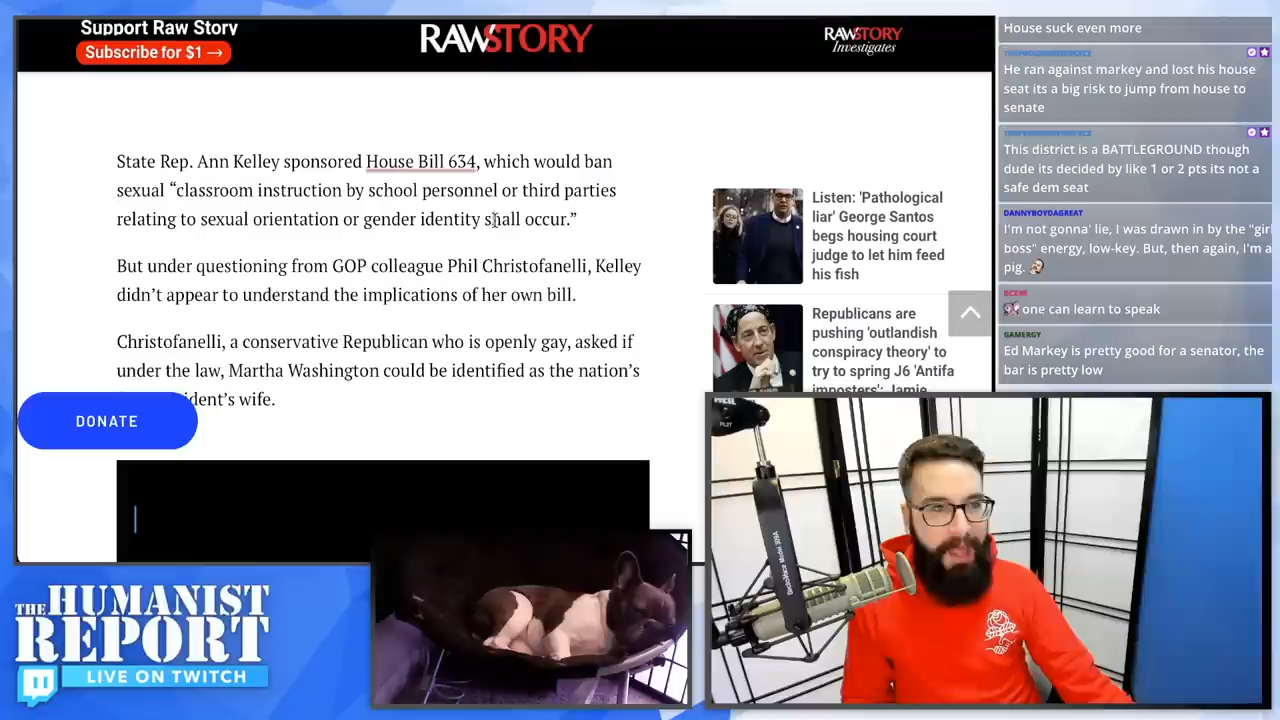 Support Raw Story
Subscribe for $1 →
RAWSTORY
RAWSTORY
Investigates
State Rep. Ann Kelley sponsored House Bill 634, which would ban
sexual “classroom instruction by school personnel or third parties
relating to sexual orientation or gender identity shall occur.”
But under questioning from GOP colleague Phil Christofanelli, Kelley
didn’t appear to understand the implications of her own bill.
Christofanelli, a conservative Republican who is openly gay, asked if
under the law, Martha Washington could be identified as the nation’s
ident’s wife.
DONATE
Listen: 'Pathological
liar' George Santos
begs housing court
judge to let him feed
his fish
Republicans are
pushing 'outlandish
conspiracy theory' to
try to spring J6 'Antifa
imposters': Jamie
House suck even more
He ran against markey and lost his house
seat its a big risk to jump from house to
senate
This district is a BATTLEGROUND though
dude its decided by like 1 or 2 pts its not a
safe dem seat
DANNYBOYDAGREAT
I'm not gonna' lie, I was drawn in by the "girl
boss" energy, low-key. But, then again, I'm a
pig.
one can learn to speak
GAMERGY
Ed Markey is pretty good for a senator, the
bar is pretty low
THE HUMANIST
REPORT
LIVE ON TWITCH